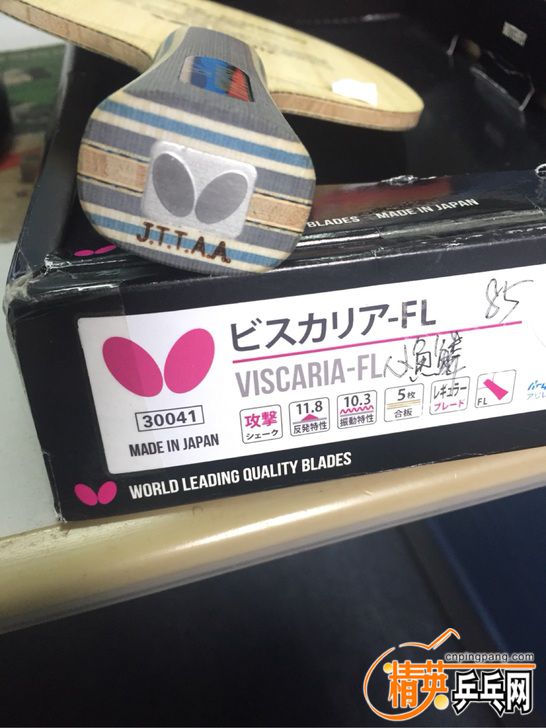 J.T.T.A.A.
BLADES MADE IN JAPAN
ビスカリア-FL
85
VISCARIA-FL
小魚鱗
30041
MADE IN JAPAN
攻撃
シェーク
11.8
反発特性
10.3
振動特性
5枚
合板
レギュラー
ブレード
FL
WORLD LEADING QUALITY BLADES
cnpingpang.com
精英乒乓网